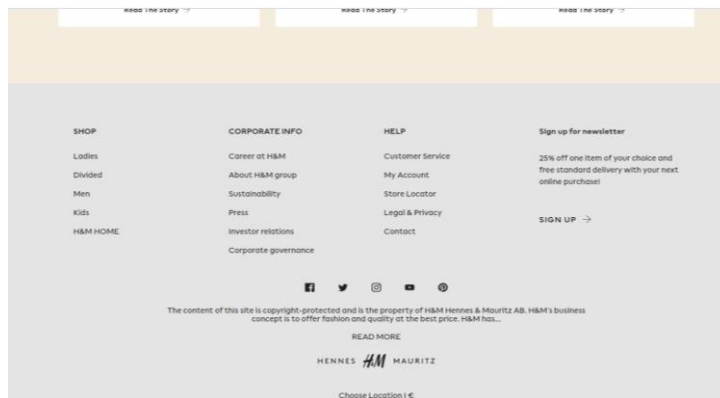 Read The Story → Read The Story → Read The Story →
SHOP
Ladies
Divided
Men
Kids
H&M HOME
CORPORATE INFO
Career at H&M
About H&M group
Sustainability
Press
Investor relations
Corporate governance
HELP
Customer Service
My Account
Store Locator
Legal & Privacy
Contact
Sign up for newsletter
25% off one item of your choice and
free standard delivery with your next
online purchase!
SIGN UP →
The content of this site is copyright-protected and is the property of H&M Hennes & Mauritz AB. H&M's business
concept is to offer fashion and quality at the best price. H&M has...
READ MORE
HENNES H&M MAURITZ
Choose Location | €